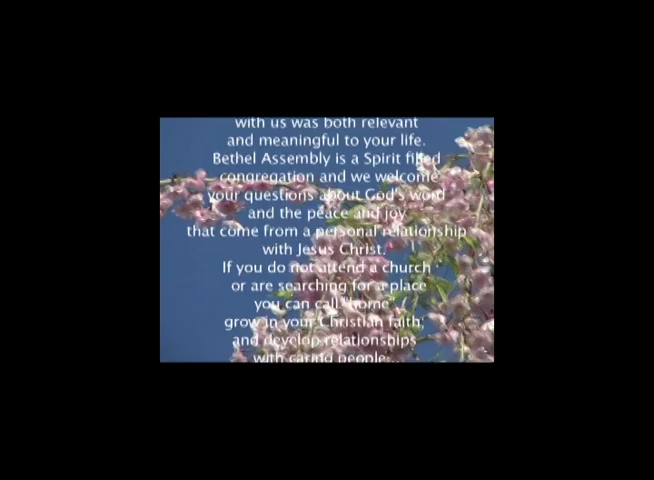 with us was both relevant
and meaningful to your life.
Bethel Assembly is a Spirit filled
congregation and we welcome
your questions about God's word
and the peace and joy
that come from a personal relationship
with Jesus Christ.
If you do not attend a church
or are searching for a place
you can call "home"
grow in your Christian faith,
and develop relationships
with caring people...